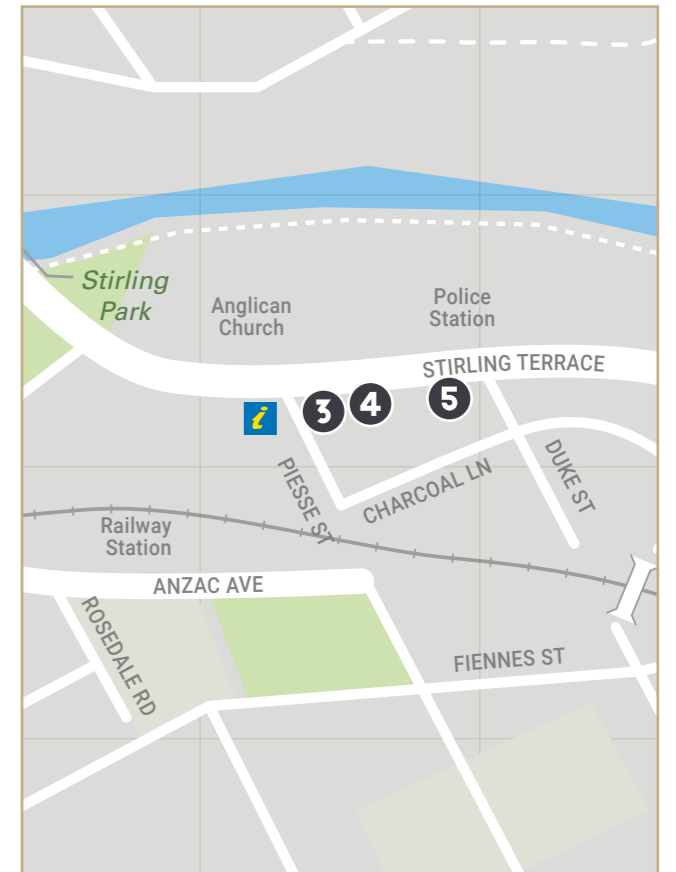 Stirling
Park
Anglican
Church
Police
Station
STIRLING TERRACE
i
3
4
5
PIESSE ST
CHARCOAL LN
DUKE ST
Railway
Station
ANZAC AVE
ROSEDALE RD
FIENNES ST